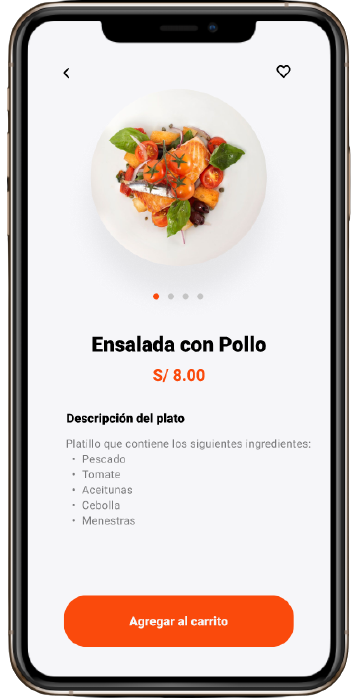 Ensalada con Pollo
S/ 8.00
Descripción del plato
Platillo que contiene los siguientes ingredientes:
• Pescado
• Tomate
• Aceitunas
• Cebolla
• Menestras
Agregar al carrito